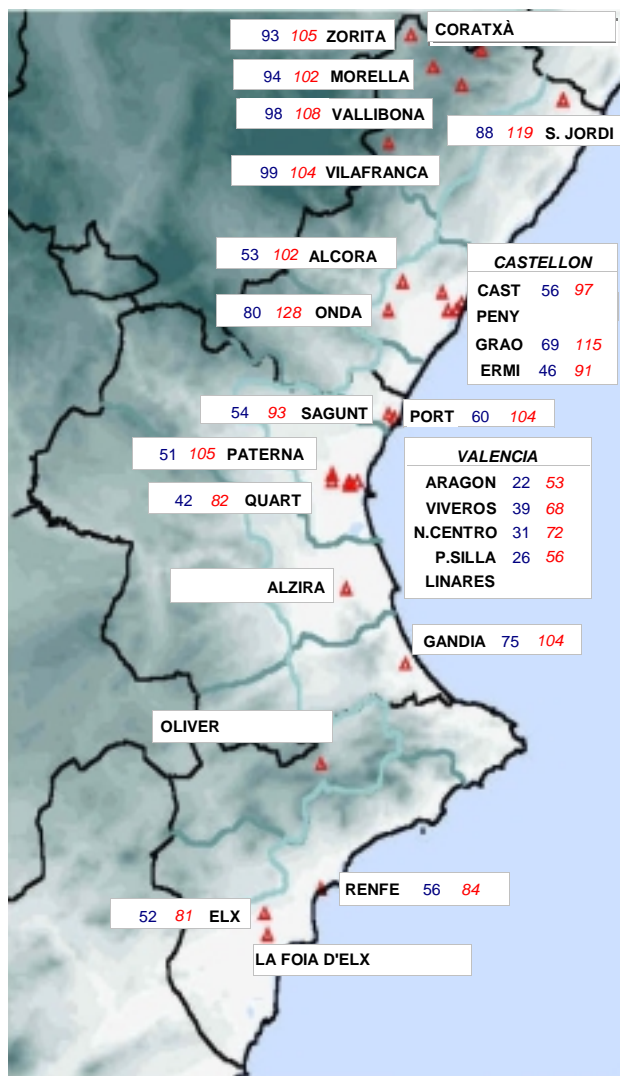 CORATXÀ
93 105 ZORITA
94 102 MORELLA
98 108 VALLIBONA
88 119 S. JORDI
99 104 VILAFRANCA
53 102 ALCORA
80 128 ONDA
CASTELLON
CAST 56 97
PENY
GRAO 69 115
ERMI 46 91
54 93 SAGUNT
PORT 60 104
51 105 PATERNA
42 82 QUART
VALENCIA
ARAGON 22 53
VIVEROS 39 68
N.CENTRO 31 72
P.SILLA 26 56
LINARES
ALZIRA
GANDIA 75 104
OLIVER
RENFE 56 84
52 81 ELX
LA FOIA D'ELX